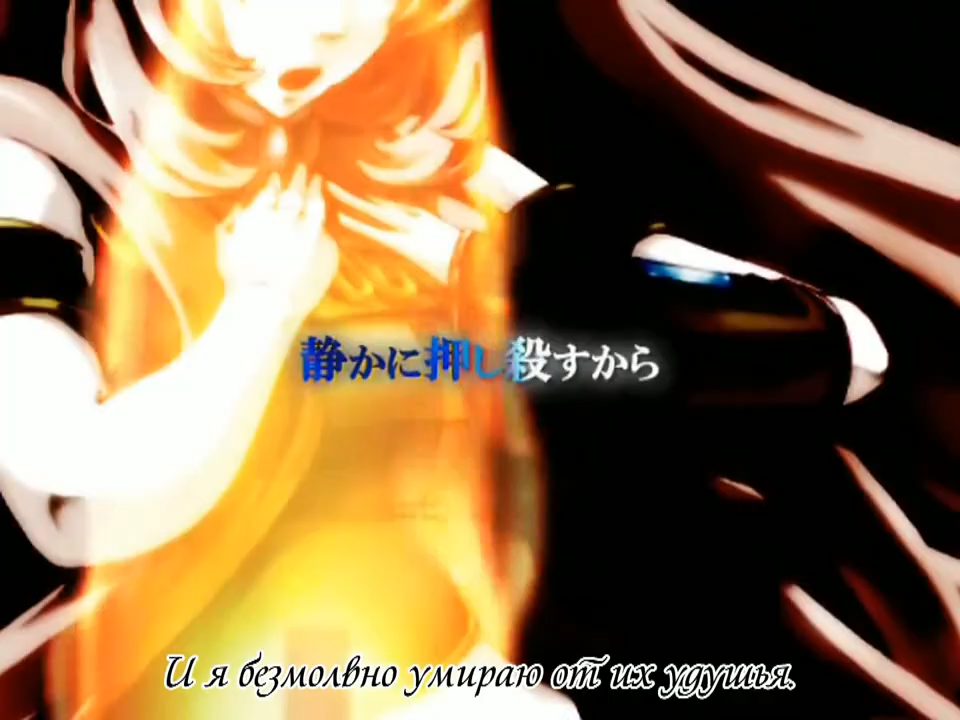 静かに押し殺すから
И я безмолвно умираю от их удушья.